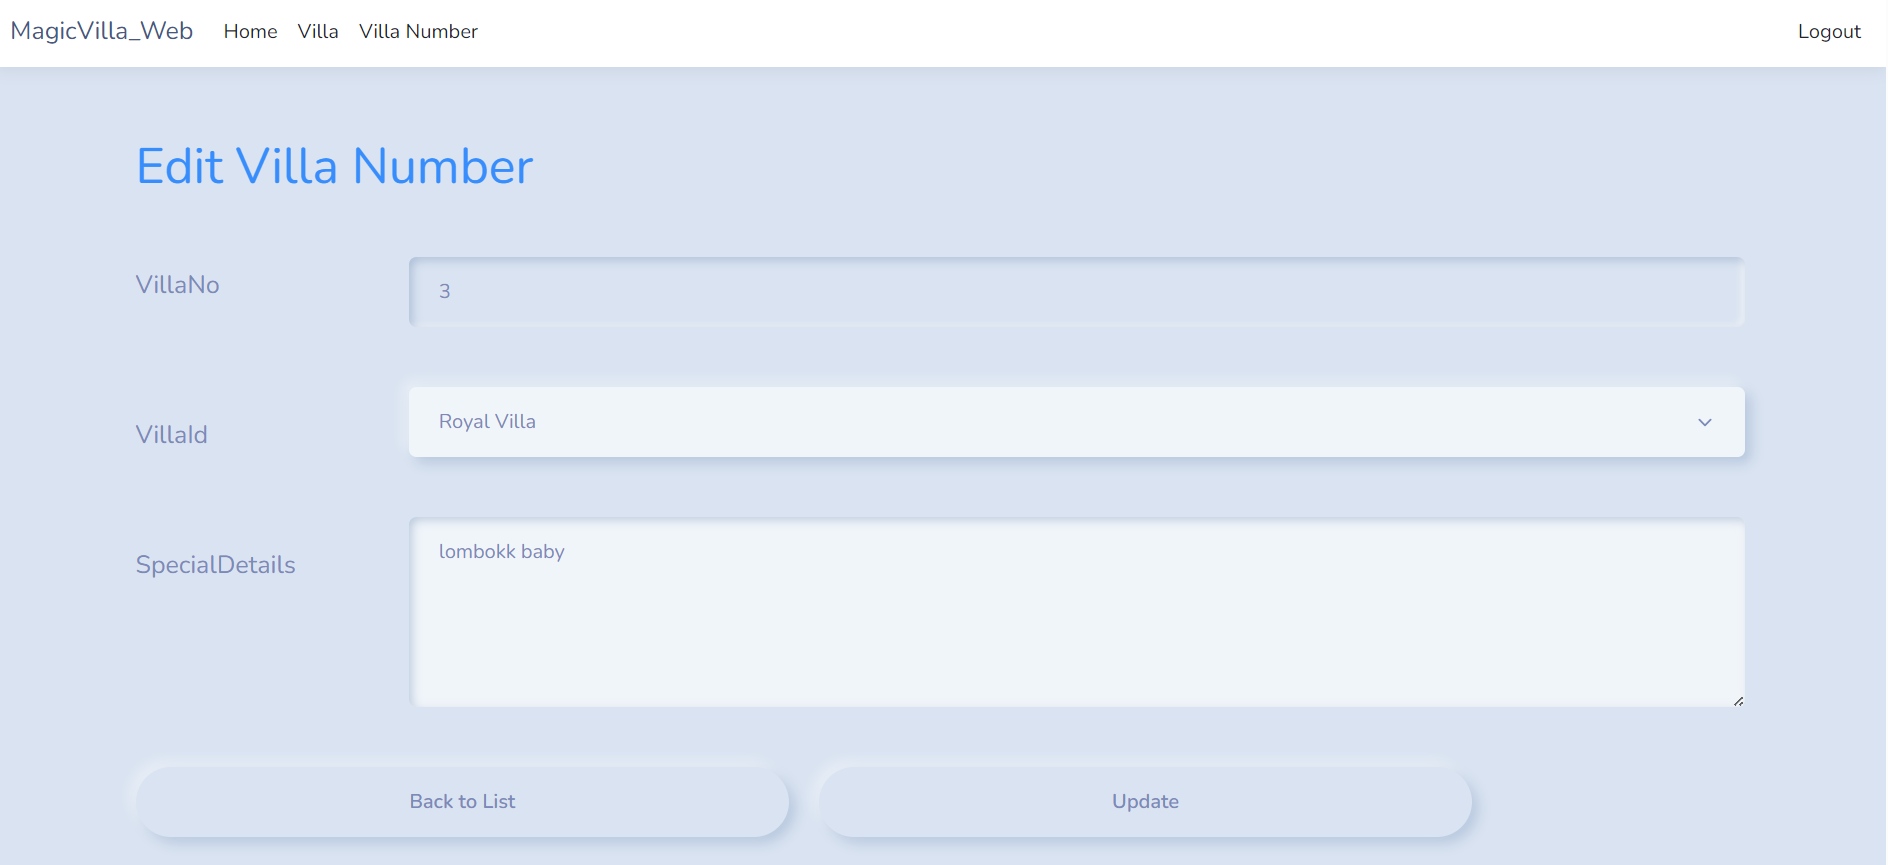 MagicVilla_Web Home Villa Villa Number Logout
Edit Villa Number
VillaNo 3
VillaId Royal Villa
SpecialDetails lombokk baby
Back to List Update